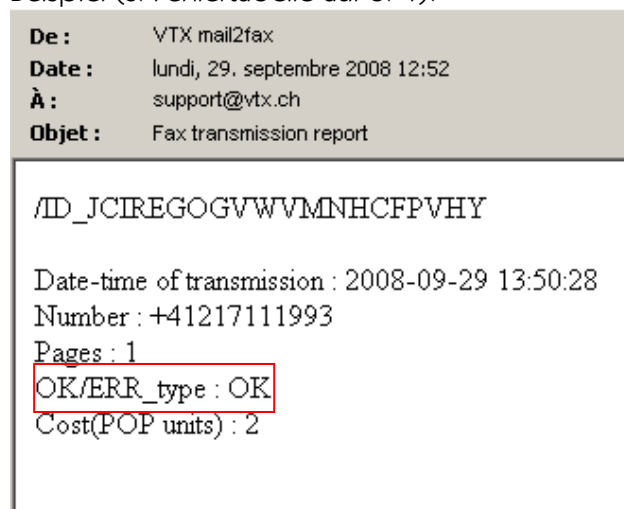 De : VTX mail2fax
Date : lundi, 29. septembre 2008 12:52
À : support@vtx.ch
Objet : Fax transmission report
/ID_JCIREGOGVWVMNHCFPVHY
Date-time of transmission : 2008-09-29 13:50:28
Number : +41217111993
Pages : 1
OK/ERR_type : OK
Cost(POP units) : 2